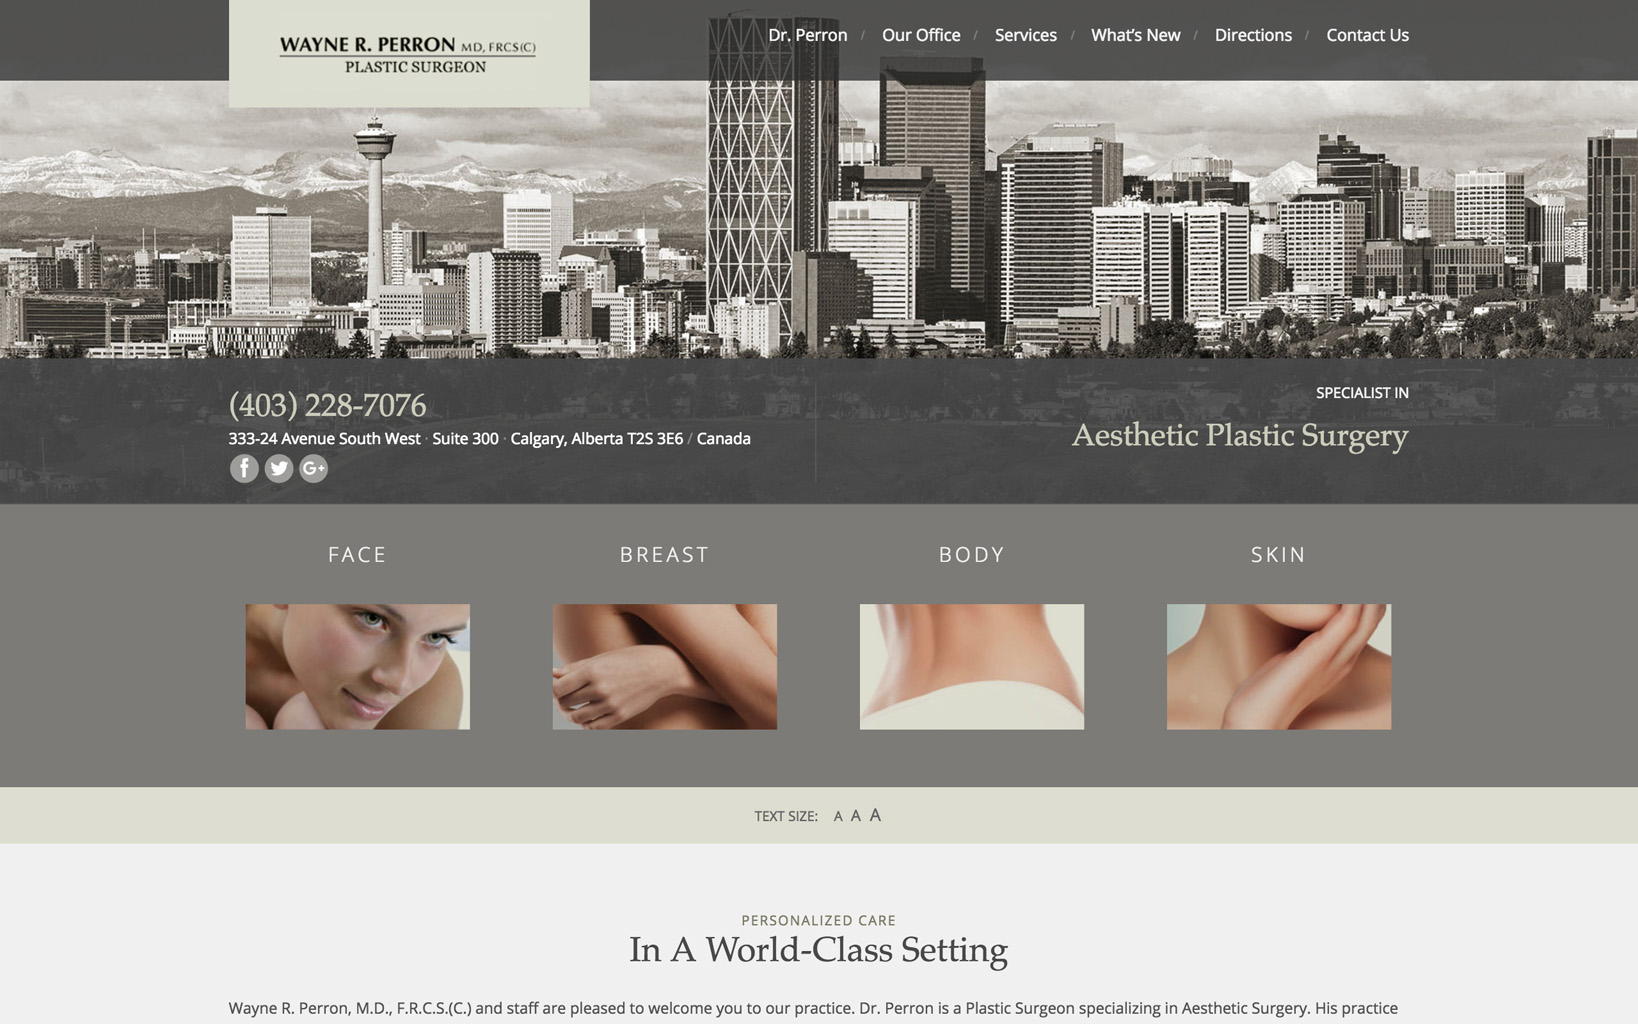 WAYNE R. PERRON MD, FRCS(C)
PLASTIC SURGEON
Dr. Perron / Our Office / Services / What's New / Directions / Contact Us
(403) 228-7076
333-24 Avenue South West · Suite 300 · Calgary, Alberta T2S 3E6 / Canada
f G+
SPECIALIST IN
Aesthetic Plastic Surgery
FACE BREAST BODY SKIN
TEXT SIZE: A A A
PERSONALIZED CARE
In A World-Class Setting
Wayne R. Perron, M.D., F.R.C.S.(C.) and staff are pleased to welcome you to our practice. Dr. Perron is a Plastic Surgeon specializing in Aesthetic Surgery. His practice